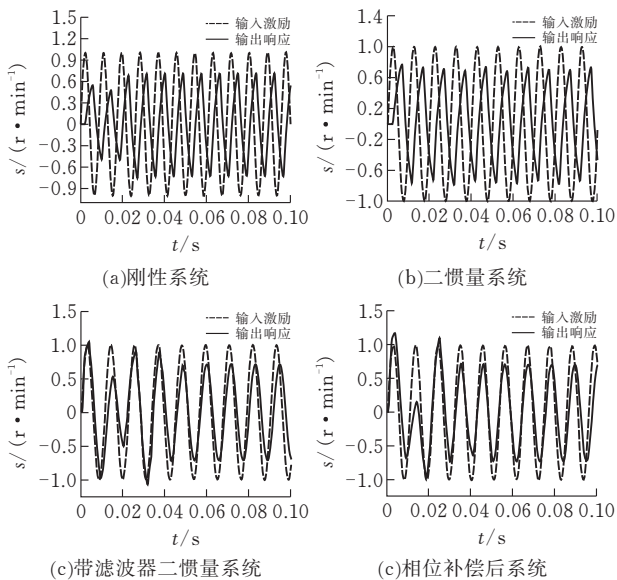 1.5
0.9
0.6
0.3
0
−0.3
−0.6
−0.9
s/(r•min⁻¹)
输入激励
输出响应
0 0.02 0.04 0.06 0.08 0.10
t/s
(a)刚性系统
1.4
1.0
0.6
0.2
−0.2
−0.6
−1.0
s/(r•min⁻¹)
输入激励
输出响应
0 0.02 0.04 0.06 0.08 0.10
t/s
(b)二惯量系统
1.5
1.0
0.5
0
−0.5
−1.0
s/(r•min⁻¹)
输入激励
输出响应
0 0.02 0.04 0.06 0.08 0.10
t/s
(c)带滤波器二惯量系统
1.5
1.0
0.5
0
−0.5
−1.0
s/(r•min⁻¹)
输入激励
输出响应
0 0.02 0.04 0.06 0.08 0.10
t/s
(c)相位补偿后系统